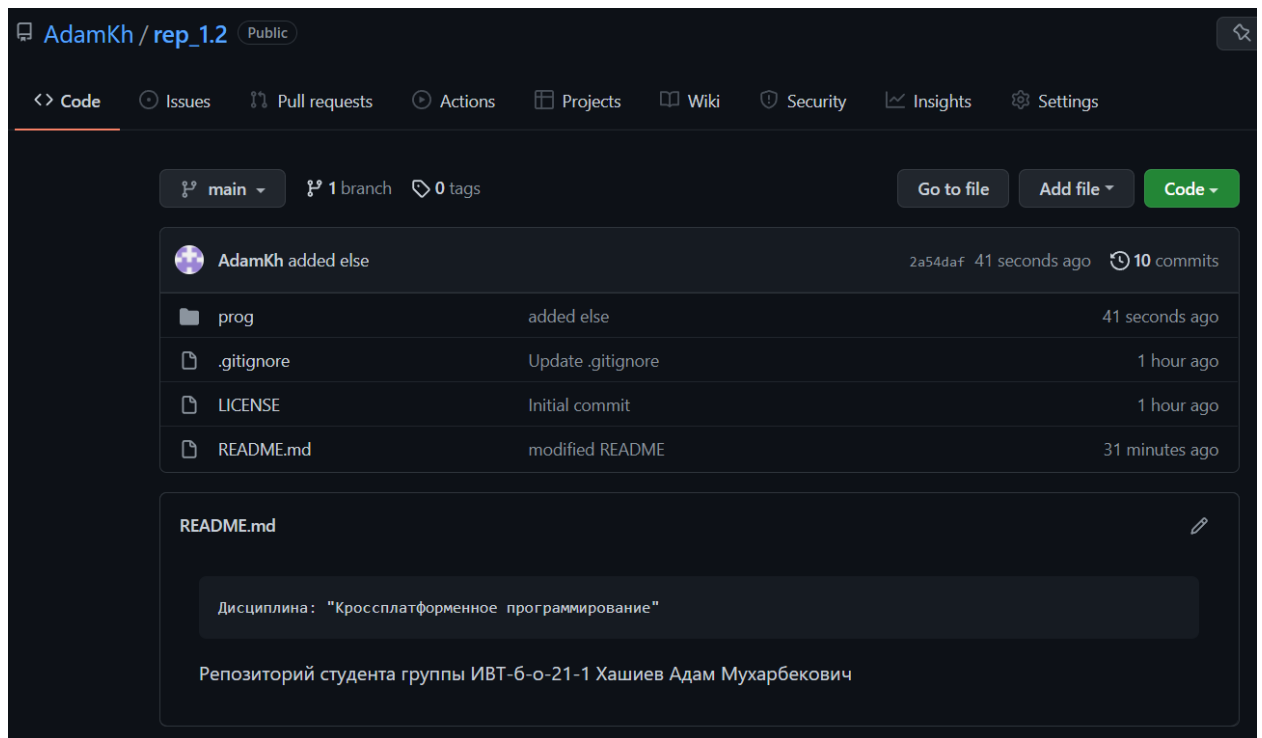 AdamKh / rep_1.2 Public
Code Issues Pull requests Actions Projects Wiki Security Insights Settings
main 1 branch 0 tags Go to file Add file Code
AdamKh added else 2a54daf 41 seconds ago 10 commits
prog added else 41 seconds ago
.gitignore Update .gitignore 1 hour ago
LICENSE Initial commit 1 hour ago
README.md modified README 31 minutes ago
README.md
Дисциплина: "Кроссплатформенное программирование"
Репозиторий студента группы ИВТ-б-о-21-1 Хашиев Адам Мухарбекович